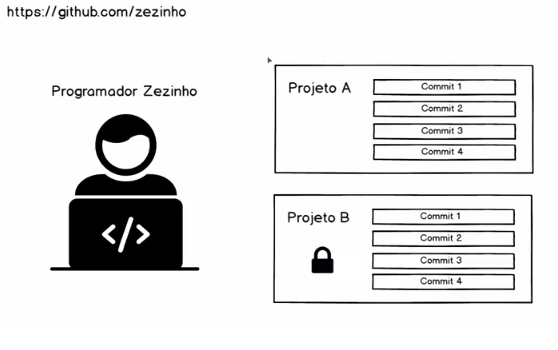 https://github.com/zezinho
Programador Zezinho
</>
Projeto A
Commit 1
Commit 2
Commit 3
Commit 4
Projeto B
Commit 1
Commit 2
Commit 3
Commit 4